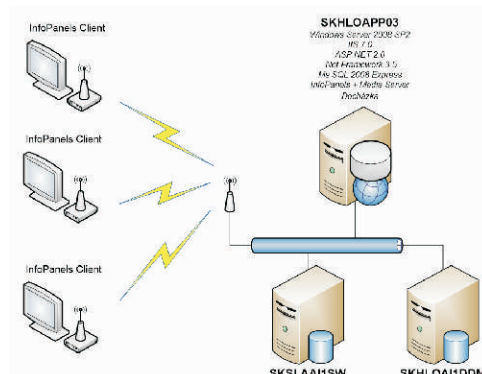 SKHLOAPP03
Windows Server 2008 SP2
IIS 7.0
ASP.NET 2.0
Net Framework 3.5
Ms SQL 2008 Express
InfoPanels + Media Server
Docházka
InfoPanels Client
InfoPanels Client
InfoPanels Client